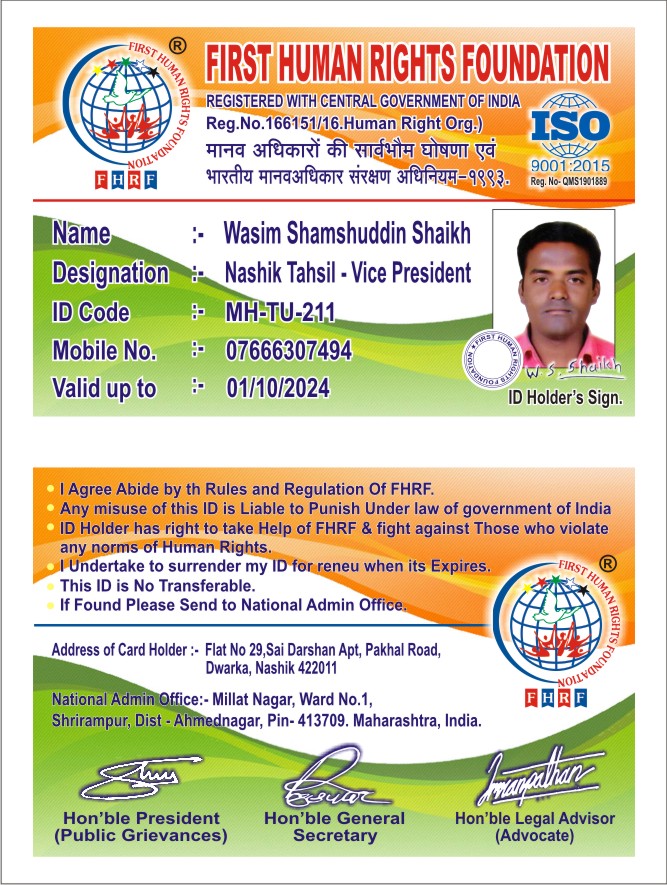 FIRST HUMAN RIGHTS FOUNDATION
®
FHRF
FIRST HUMAN RIGHTS FOUNDATION
REGISTERED WITH CENTRAL GOVERNMENT OF INDIA
Reg.No.166151/16.Human Right Org.)
मानव अधिकारों की सार्वभौम घोषणा एवं
भारतीय मानवअधिकार संरक्षण अधिनियम-१९९३.
ISO
9001:2015
Reg. No- QMS1901889
Name :- Wasim Shamshuddin Shaikh
Designation :- Nashik Tahsil - Vice President
ID Code :- MH-TU-211
Mobile No. :- 07666307494
Valid up to :- 01/10/2024
FIRST HUMAN RIGHTS FOUNDATION
W. S. Shaikh
ID Holder's Sign.
I Agree Abide by th Rules and Regulation Of FHRF.
Any misuse of this ID is Liable to Punish Under law of government of India
ID Holder has right to take Help of FHRF & fight against Those who violate
any norms of Human Rights.
I Undertake to surrender my ID for reneu when its Expires.
This ID is No Transferable.
If Found Please Send to National Admin Office.
FIRST HUMAN RIGHTS FOUNDATION
®
FHRF
Address of Card Holder :- Flat No 29,Sai Darshan Apt, Pakhal Road,
Dwarka, Nashik 422011
National Admin Office:- Millat Nagar, Ward No.1,
Shrirampur, Dist - Ahmednagar, Pin- 413709. Maharashtra, India.
Hon'ble President
(Public Grievances)
Hon'ble General
Secretary
Hon'ble Legal Advisor
(Advocate)